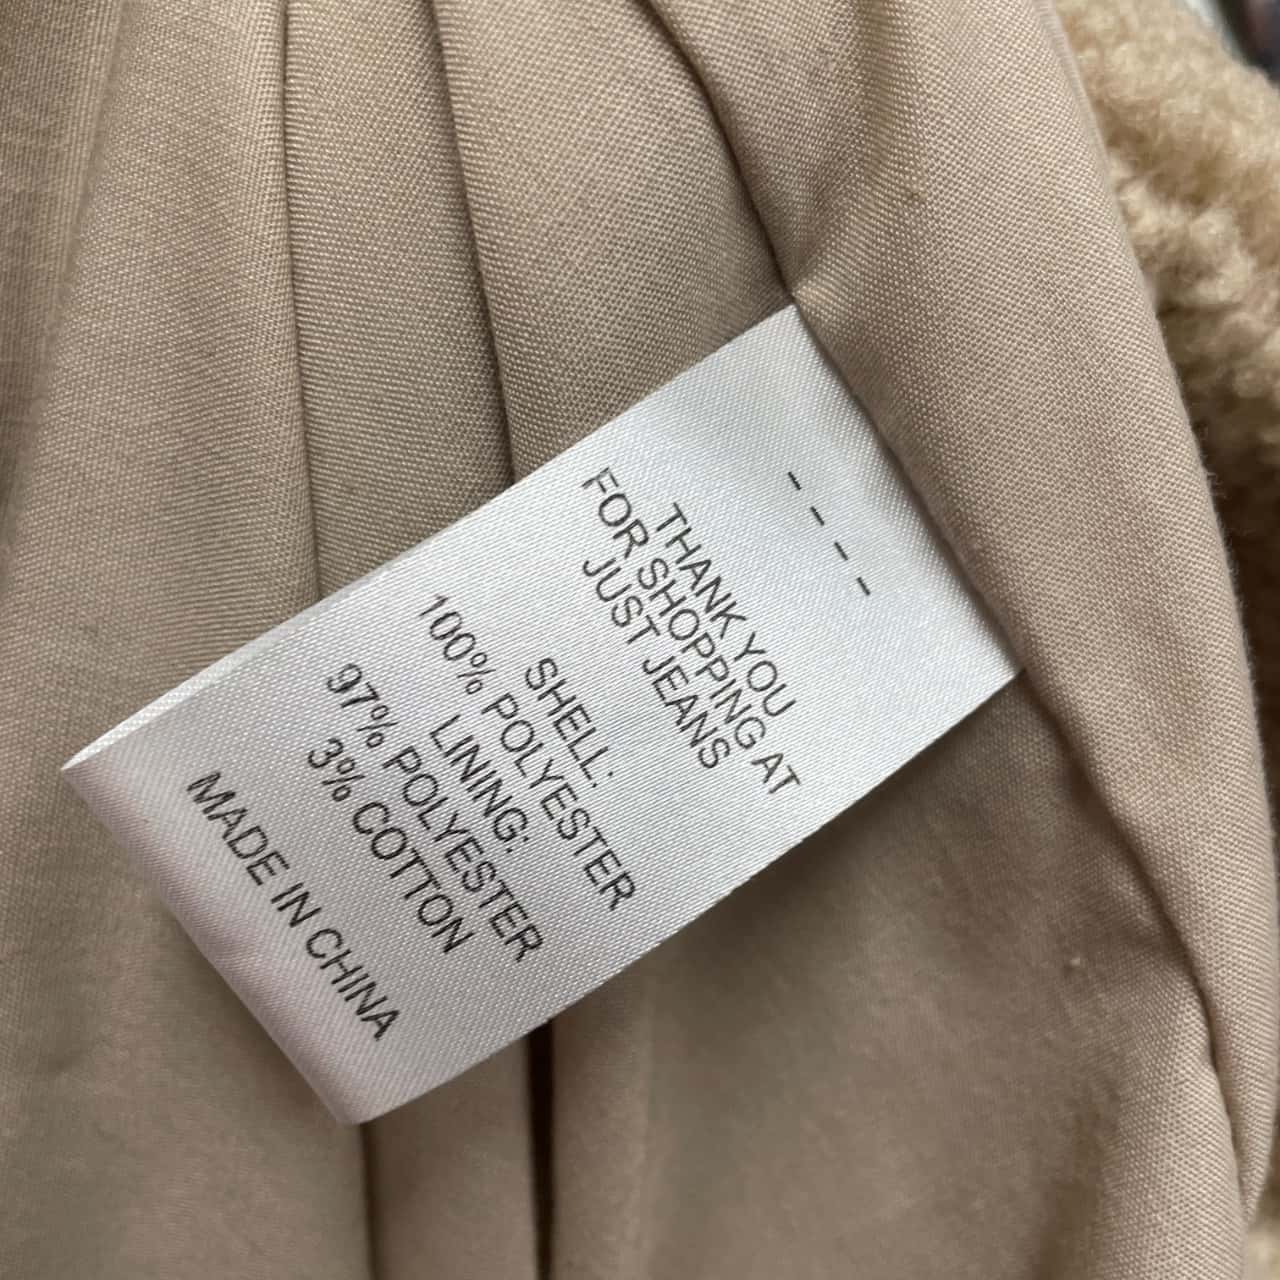 THANK YOU
FOR SHOPPING AT
JUST JEANS
SHELL:
100% POLYESTER
LINING:
97% POLYESTER
3% COTTON
MADE IN CHINA